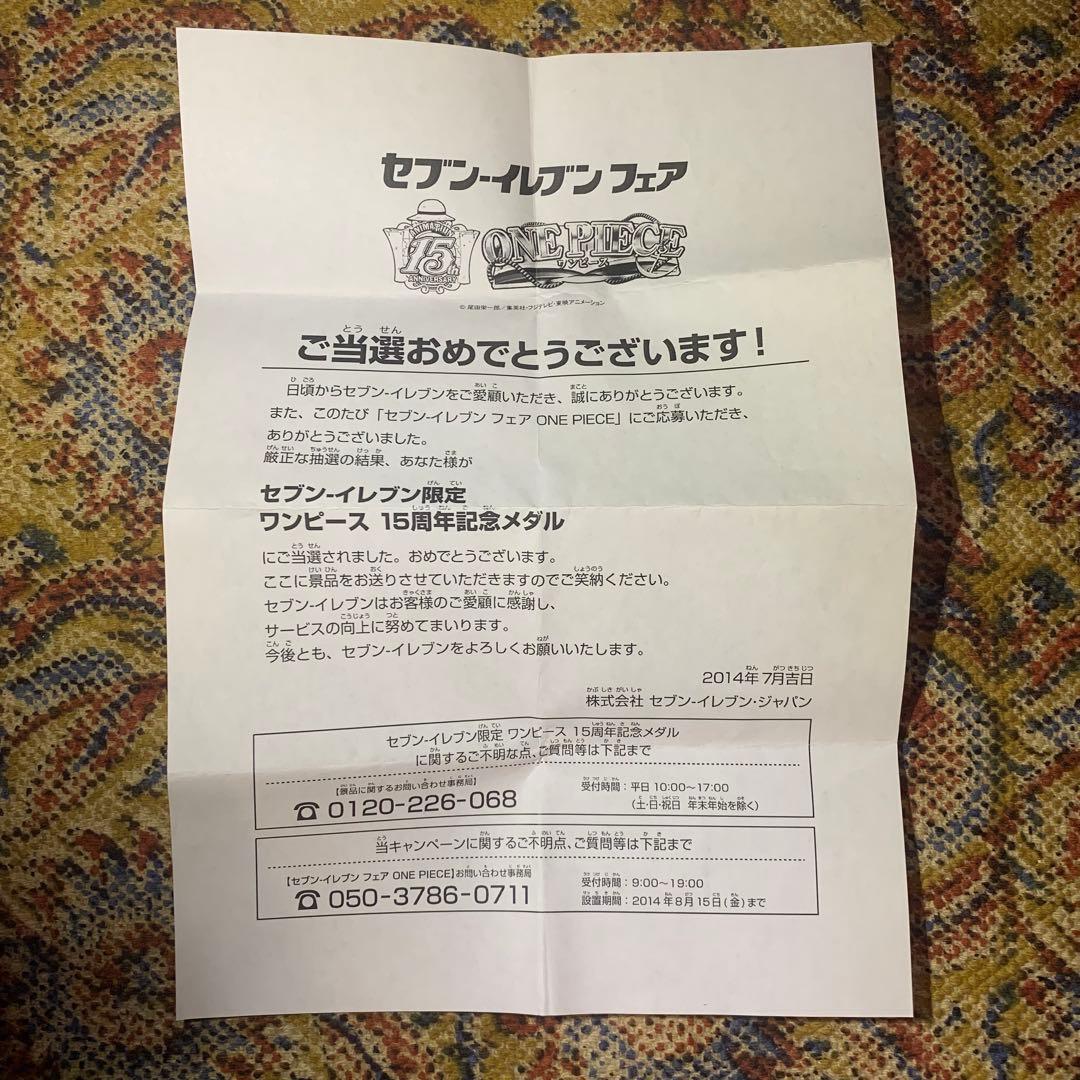 セブン-イレブン フェア
ANIMATION
15th
ANNIVERSARY
ONE PIECE
ワンピース
© 尾田栄一郎／集英社・フジテレビ・東映アニメーション
ご当選おめでとうございます！
日頃からセブン-イレブンをご愛顧いただき、誠にありがとうございます。
また、このたび「セブン-イレブン フェア ONE PIECE」にご応募いただき、
ありがとうございました。
厳正な抽選の結果、あなた様が
セブン-イレブン限定
ワンピース 15周年記念メダル
にご当選されました。おめでとうございます。
ここに景品をお送りさせていただきますのでご笑納ください。
セブン-イレブンはお客様のご愛顧に感謝し、
サービスの向上に努めてまいります。
今後とも、セブン-イレブンをよろしくお願いいたします。
2014年 7月吉日
株式会社 セブン-イレブン・ジャパン
セブン-イレブン限定 ワンピース 15周年記念メダル
に関するご不明な点、ご質問等は下記まで
【景品に関するお問い合わせ事務局】
☎ 0120-226-068
受付時間：平日 10:00～17:00
（土・日・祝日 年末年始を除く）
当キャンペーンに関するご不明点、ご質問等は下記まで
【セブン-イレブン フェア ONE PIECE】お問い合わせ事務局
☎ 050-3786-0711
受付時間：9:00～19:00
設置期間：2014年8月15日(金)まで